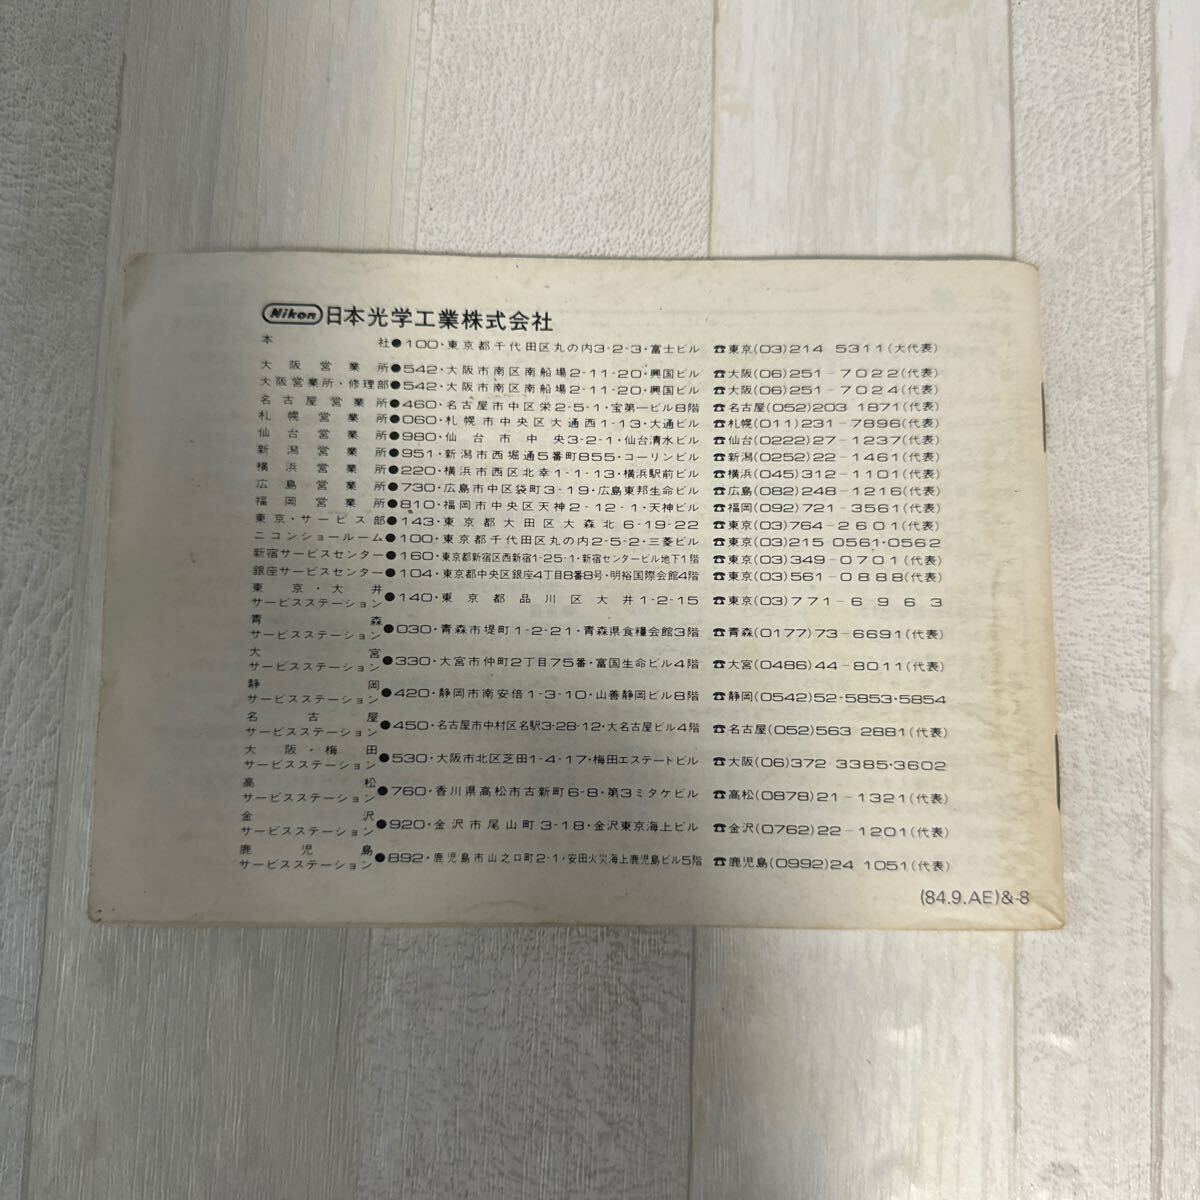 Nikon 日本光学工業株式会社
本社●100・東京都千代田区丸の内3-2-3・富士ビル ☎東京(03)214 5311(大代表)
大阪営業所●542・大阪市南区南船場2-11-20・興国ビル ☎大阪(06)251-7022(代表)
大阪営業所・修理部●542・大阪市南区南船場2-11-20・興国ビル ☎大阪(06)251-7024(代表)
名古屋営業所●460・名古屋市中区栄2-5-1・宝第一ビル8階 ☎名古屋(052)203 1871(代表)
札幌営業所●060・札幌市中央区大通西1-13・大通ビル ☎札幌(011)231-7896(代表)
仙台営業所●980・仙台市中央3-2-1・仙台清水ビル ☎仙台(0222)27-1237(代表)
新潟営業所●951・新潟市西堀通5番町855・コーリンビル ☎新潟(0252)22-1461(代表)
横浜営業所●220・横浜市西区北幸1-1-13・横浜駅前ビル ☎横浜(045)312-1101(代表)
広島営業所●730・広島市中区袋町3-19・広島東邦生命ビル ☎広島(082)248-1216(代表)
福岡営業所●810・福岡市中央区天神2-12-1・天神ビル ☎福岡(092)721-3561(代表)
東京・サービス部●143・東京都大田区大森北6-19-22 ☎東京(03)764-2601(代表)
ニコンショールーム●100・東京都千代田区丸の内2-5-2・三菱ビル ☎東京(03)215 0561・0562
新宿サービスセンター●160・東京都新宿区西新宿1-25-1・新宿センタービル地下1階 ☎東京(03)349-0701(代表)
銀座サービスセンター●104・東京都中央区銀座4丁目8番8号・明裕国際会館4階 ☎東京(03)561-0888(代表)
東京・大井
サービスステーション●140・東京都品川区大井1-2-15 ☎東京(03)771-6963
青森
サービスステーション●030・青森市堤町1-2-21・青森県食糧会館3階 ☎青森(0177)73-6691(代表)
大宮
サービスステーション●330・大宮市仲町2丁目75番・富国生命ビル4階 ☎大宮(0486)44-8011(代表)
静岡
サービスステーション●420・静岡市南安倍1-3-10・山善静岡ビル8階 ☎静岡(0542)52-5853・5854
名古屋
サービスステーション●450・名古屋市中村区名駅3-28-12・大名古屋ビル4階 ☎名古屋(052)563 2881(代表)
大阪・梅田
サービスステーション●530・大阪市北区芝田1-4-17・梅田エステートビル ☎大阪(06)372 3385・3602
高松
サービスステーション●760・香川県高松市古新町6-8・第3ミタケビル ☎高松(0878)21-1321(代表)
金沢
サービスステーション●920・金沢市尾山町3-18・金沢東京海上ビル ☎金沢(0762)22-1201(代表)
鹿児島
サービスステーション●892・鹿児島市山之口町2-1・安田火災海上鹿児島ビル5階 ☎鹿児島(0992)24 1051(代表)
(84.9.AE)&-8